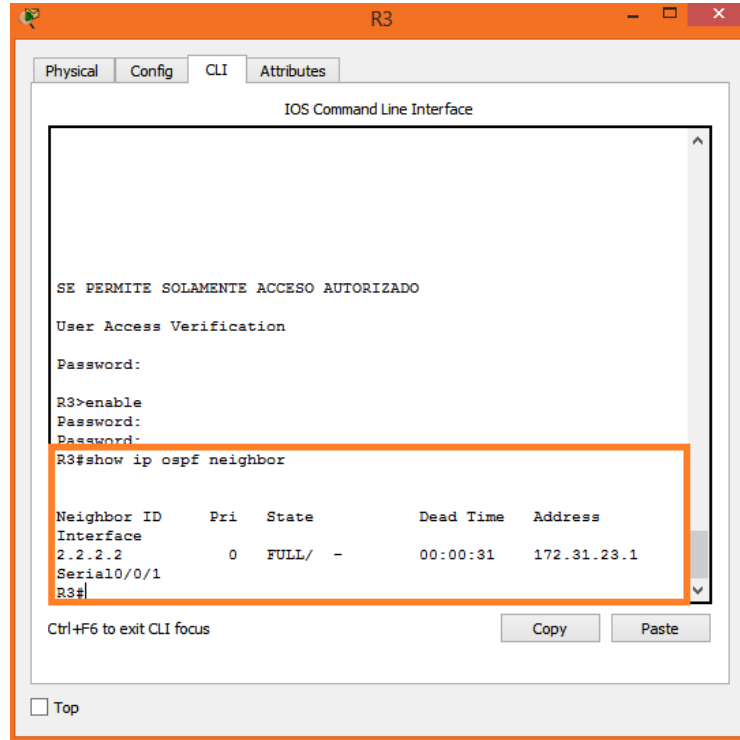 R3
Physical Config CLI Attributes
IOS Command Line Interface
SE PERMITE SOLAMENTE ACCESO AUTORIZADO
User Access Verification
Password:
R3>enable
Password:
Password:
R3#show ip ospf neighbor
Neighbor ID Pri State Dead Time Address
Interface
2.2.2.2 0 FULL/ - 00:00:31 172.31.23.1
Serial0/0/1
R3#
Ctrl+F6 to exit CLI focus Copy Paste
Top